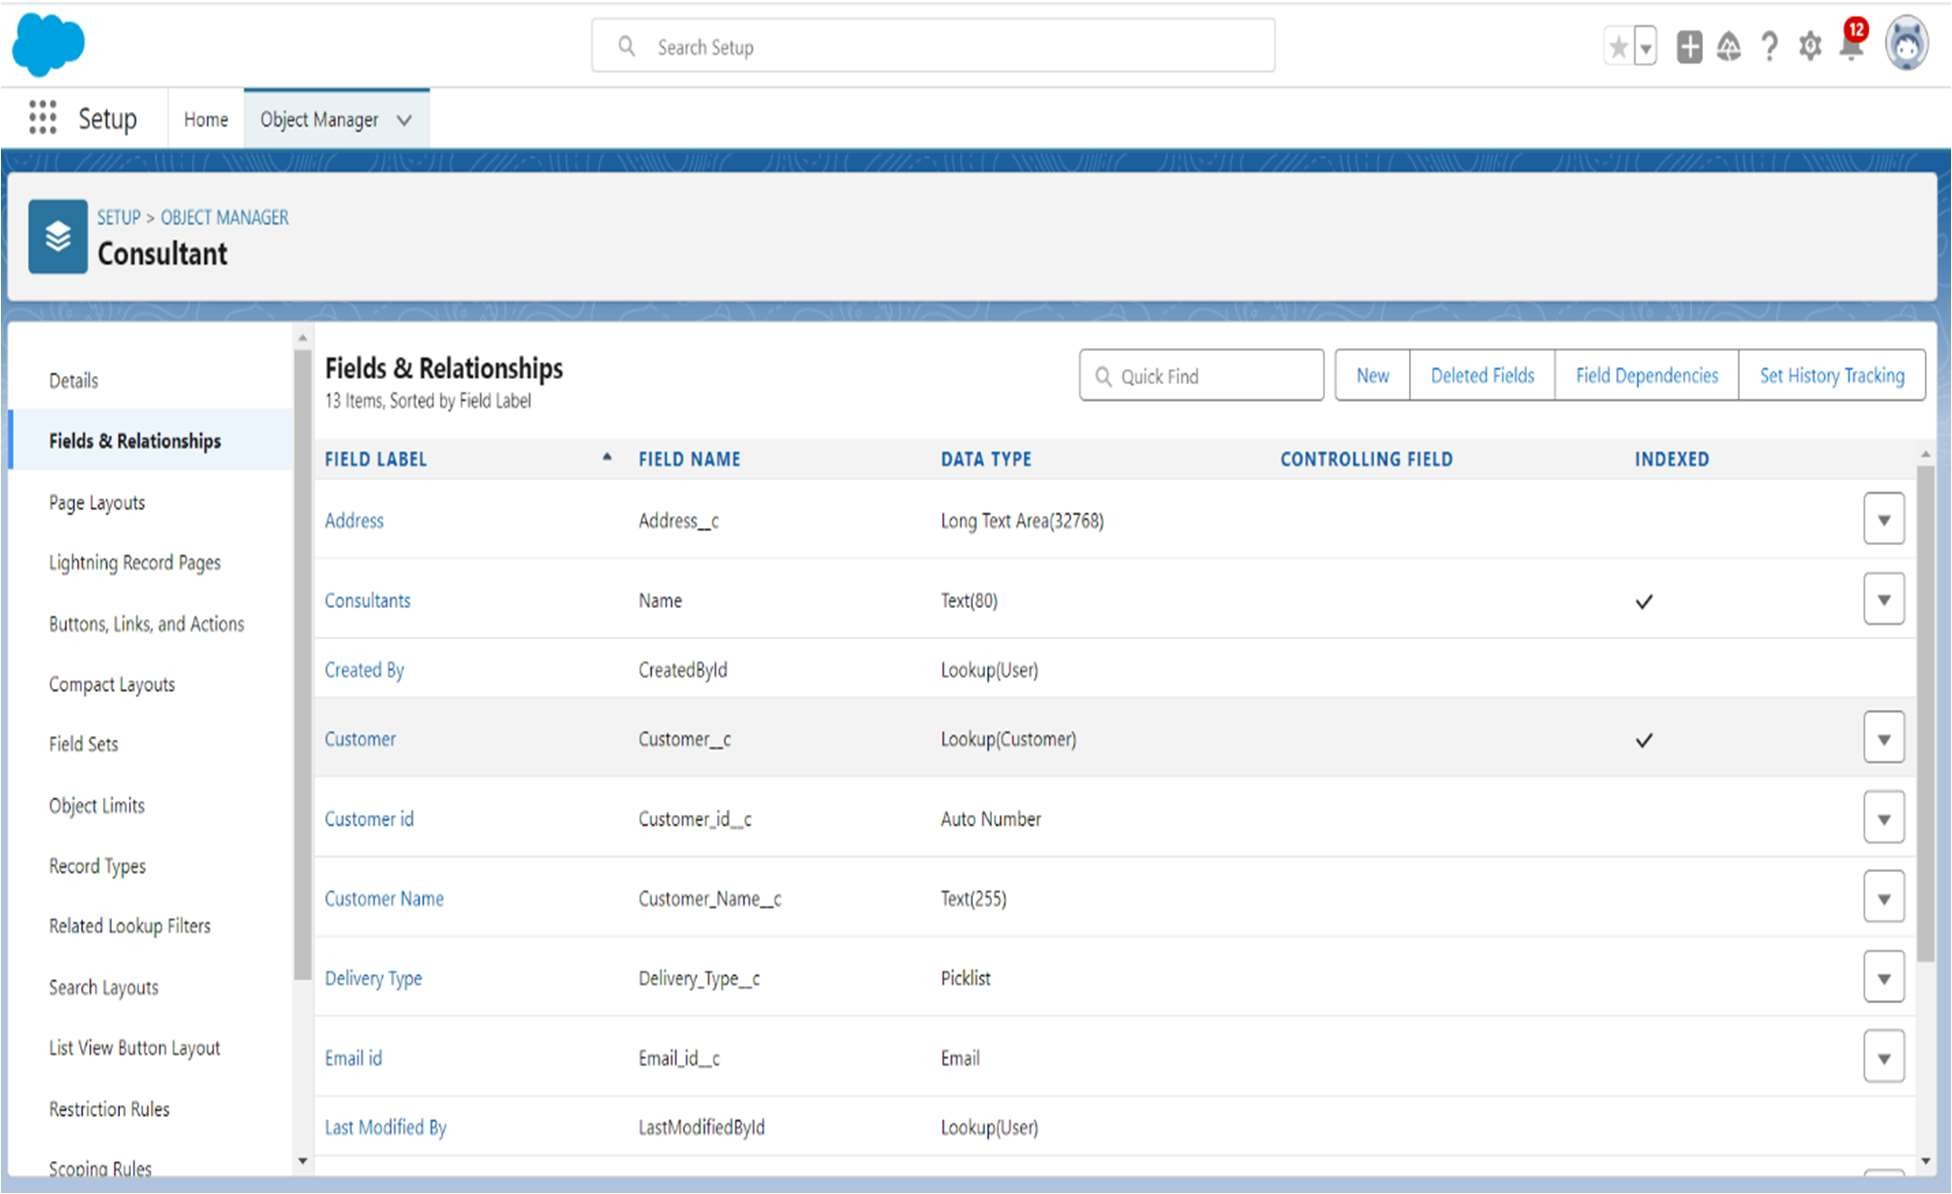 Search Setup
12
Setup
Home
Object Manager
SETUP > OBJECT MANAGER
Consultant
Details
Fields & Relationships
Page Layouts
Lightning Record Pages
Buttons, Links, and Actions
Compact Layouts
Field Sets
Object Limits
Record Types
Related Lookup Filters
Search Layouts
List View Button Layout
Restriction Rules
Scoping Rules
Fields & Relationships
13 Items, Sorted by Field Label
Quick Find
New
Deleted Fields
Field Dependencies
Set History Tracking
FIELD LABEL FIELD NAME DATA TYPE CONTROLLING FIELD INDEXED
Address Address__c Long Text Area(32768)
Consultants Name Text(80)
Created By CreatedById Lookup(User)
Customer Customer__c Lookup(Customer)
Customer id Customer_id__c Auto Number
Customer Name Customer_Name__c Text(255)
Delivery Type Delivery_Type__c Picklist
Email id Email_id__c Email
Last Modified By LastModifiedById Lookup(User)